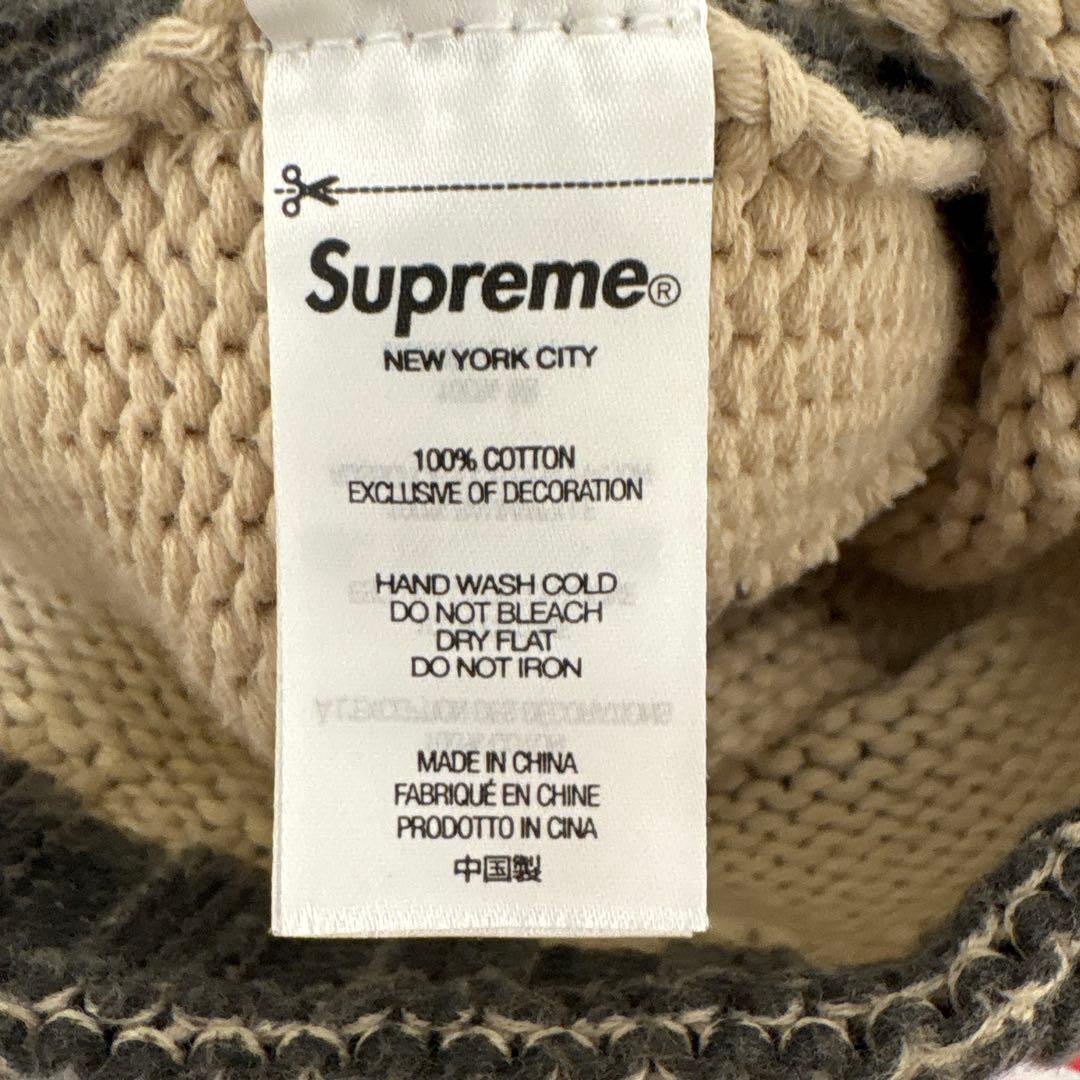 Supreme®
NEW YORK CITY
100% COTTON
EXCLUSIVE OF DECORATION
HAND WASH COLD
DO NOT BLEACH
DRY FLAT
DO NOT IRON
MADE IN CHINA
FABRIQUÉ EN CHINE
PRODOTTO IN CINA
中国製